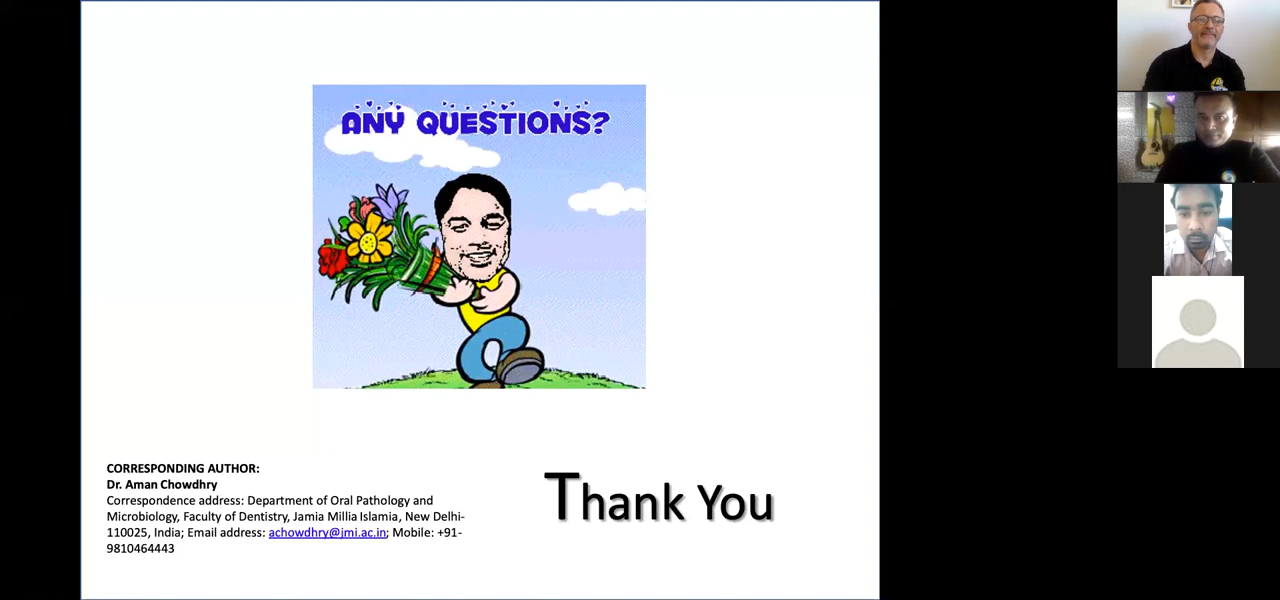 ANY QUESTIONS?
CORRESPONDING AUTHOR:
Dr. Aman Chowdhry
Correspondence address: Department of Oral Pathology and
Microbiology, Faculty of Dentistry, Jamia Millia Islamia, New Delhi-
110025, India; Email address: achowdhry@jmi.ac.in; Mobile: +91-
9810464443
Thank You